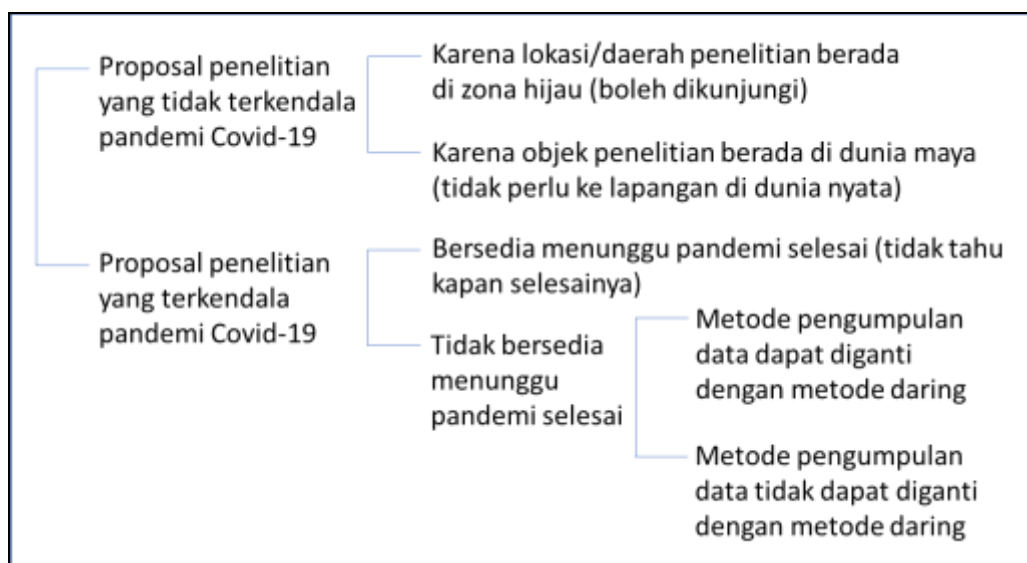 Proposal penelitian
yang tidak terkendala
pandemi Covid-19
Karena lokasi/daerah penelitian berada
di zona hijau (boleh dikunjungi)
Karena objek penelitian berada di dunia maya
(tidak perlu ke lapangan di dunia nyata)
Proposal penelitian
yang terkendala
pandemi Covid-19
Bersedia menunggu pandemi selesai (tidak tahu
kapan selesainya)
Tidak bersedia
menunggu
pandemi selesai
Metode pengumpulan
data dapat diganti
dengan metode daring
Metode pengumpulan
data tidak dapat diganti
dengan metode daring